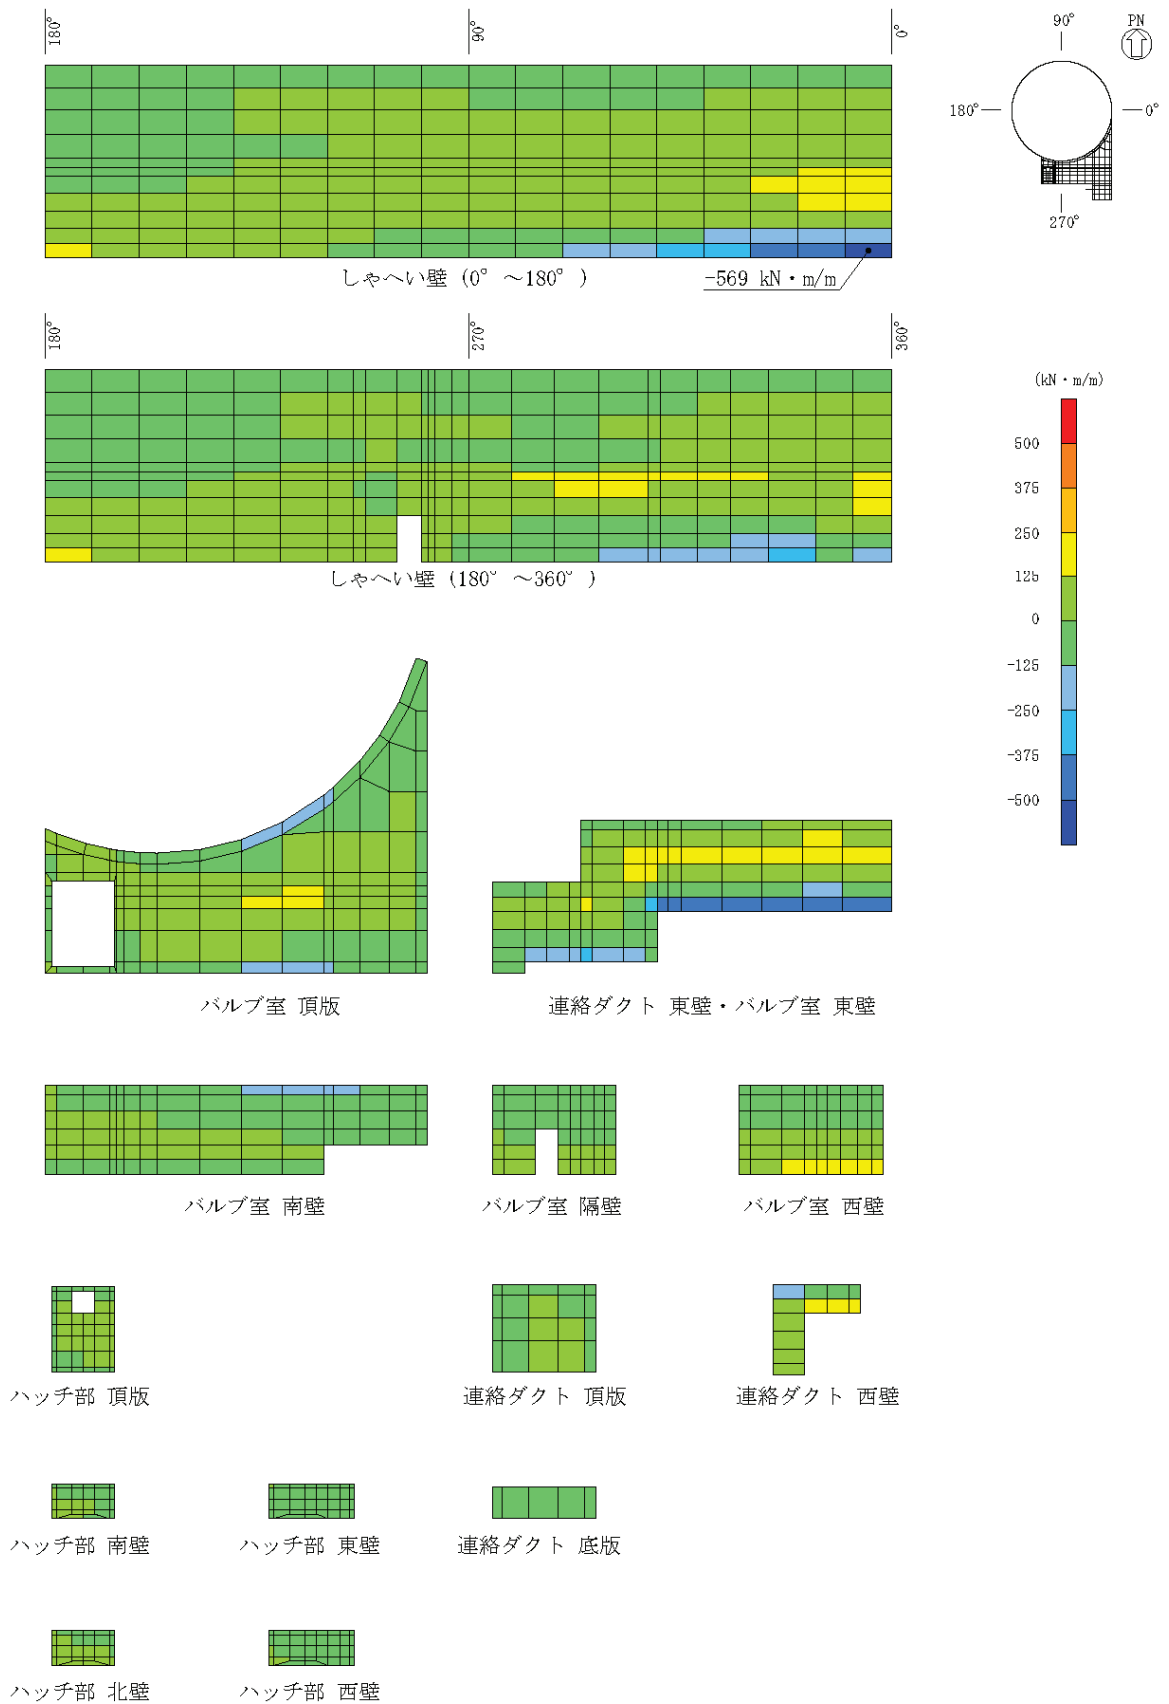 180°
90°
0°
90°
PN
180°
0°
270°
しゃへい壁 (0° ～180° )
-569 kN・m/m
180°
270°
360°
(kN・m/m)
500
375
250
125
0
-125
-250
-375
-500
しゃへい壁 (180° ～360° )
バルブ室 頂版
連絡ダクト 東壁・バルブ室 東壁
バルブ室 南壁
バルブ室 隔壁
バルブ室 西壁
ハッチ部 頂版
連絡ダクト 頂版
連絡ダクト 西壁
ハッチ部 南壁
ハッチ部 東壁
連絡ダクト 底版
ハッチ部 北壁
ハッチ部 西壁